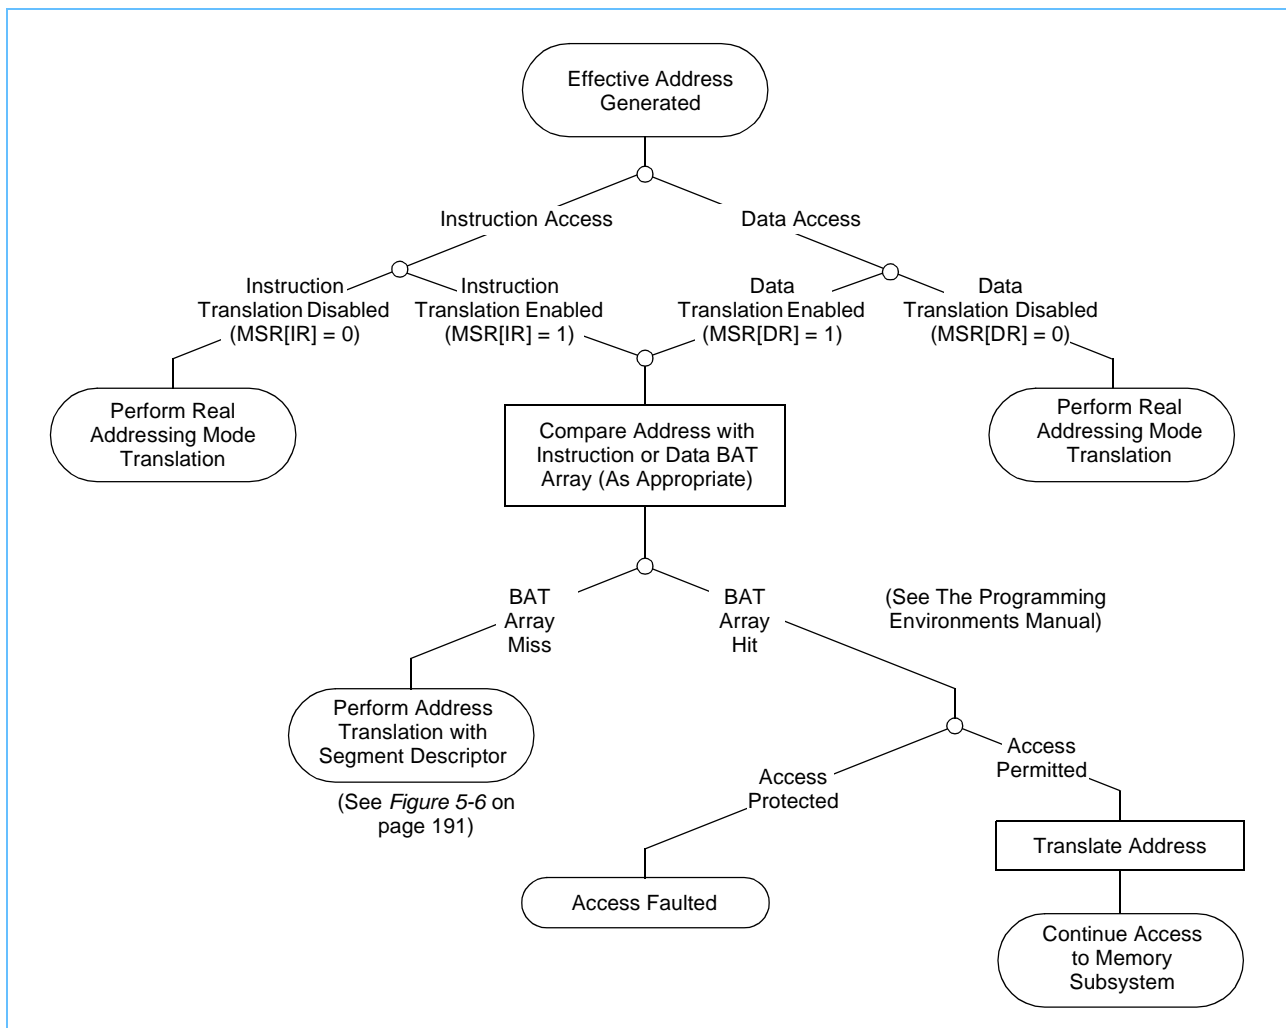 Effective Address
Generated
Instruction Access
Data Access
Instruction
Translation Disabled
(MSR[IR] = 0)
Instruction
Translation Enabled
(MSR[IR] = 1)
Data
Translation Enabled
(MSR[DR] = 1)
Data
Translation Disabled
(MSR[DR] = 0)
Perform Real
Addressing Mode
Translation
Compare Address with
Instruction or Data BAT
Array (As Appropriate)
Perform Real
Addressing Mode
Translation
BAT
Array
Miss
BAT
Array
Hit
(See The Programming
Environments Manual)
Perform Address
Translation with
Segment Descriptor
(See Figure 5-6 on
page 191)
Access
Protected
Access
Permitted
Translate Address
Access Faulted
Continue Access
to Memory
Subsystem